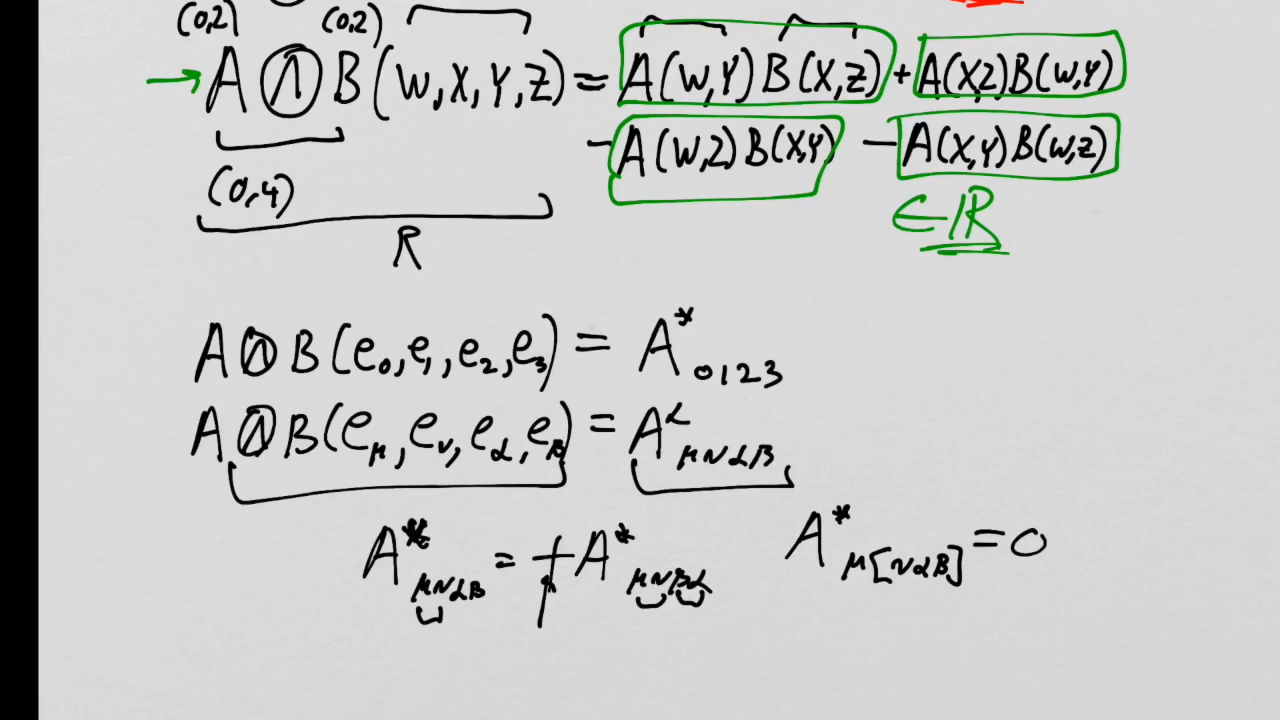 (0,2) (0,2)
→ A ⓐ B (W, X, Y, Z) = A(W,Y) B(X,Z) + A(X,Z)B(W,Y)
- A(W,Z) B(X,Y) - A(X,Y)B(W,Z)
(0,4)
∈ ℝ
R
A ⓐ B (e₀, e₁, e₂, e₃) = A*₀₁₂₃
A ⓐ B (e_μ, e_ν, e_α, e_β) = A^α_μναβ
A*_μναβ = + A*_μνβα A*_μ[ναβ] = 0